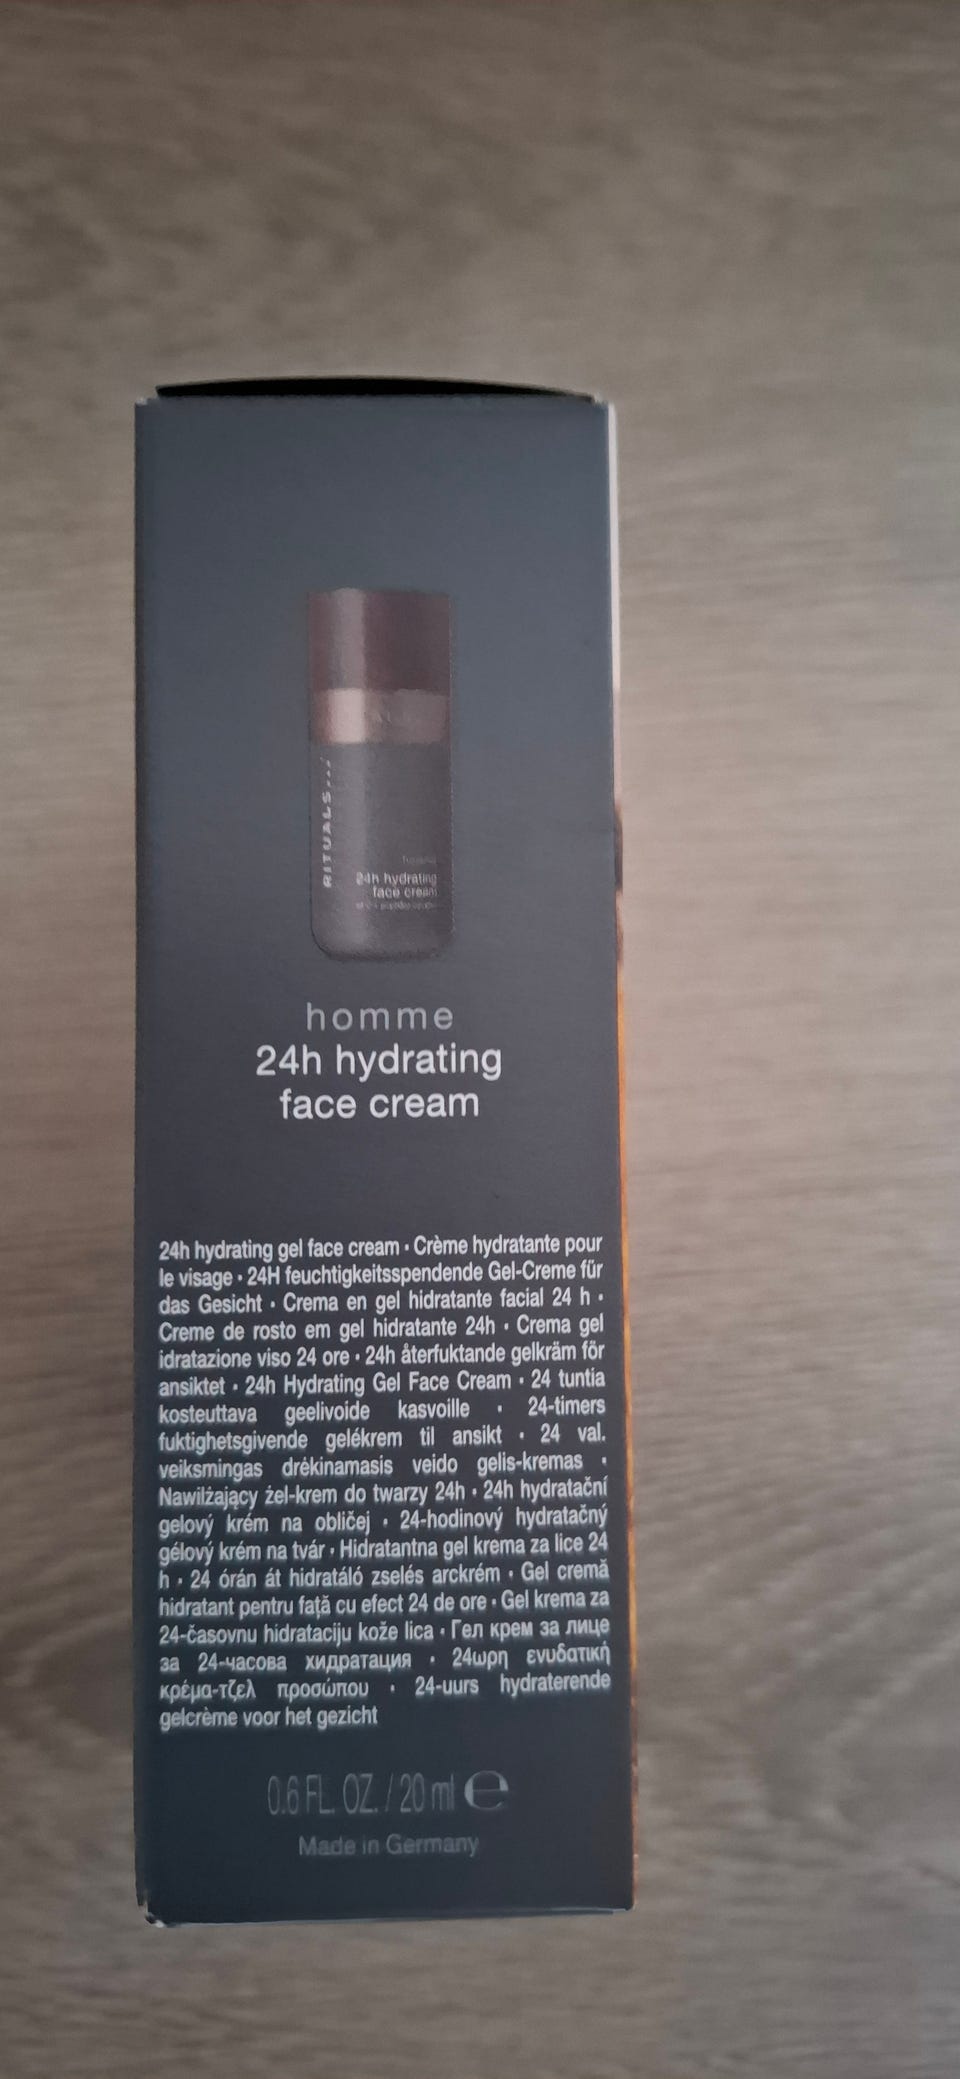 RITUALS...
24h hydrating
face cream
homme
24h hydrating
face cream
24h hydrating gel face cream • Crème hydratante pour
le visage • 24H feuchtigkeitsspendende Gel-Creme für
das Gesicht • Crema en gel hidratante facial 24 h •
Creme de rosto em gel hidratante 24h • Crema gel
idratazione viso 24 ore • 24h återfuktande gelkräm för
ansiktet • 24h Hydrating Gel Face Cream • 24 tuntia
kosteuttava geelivoide kasvoille • 24-timers
fuktighetsgivende gelékrem til ansikt • 24 val.
veiksmingas drėkinamasis veido gelis-kremas •
Nawilżający żel-krem do twarzy 24h • 24h hydratační
gelový krém na obličej • 24-hodinový hydratačný
gélový krém na tvár • Hidratantna gel krema za lice 24
h • 24 órán át hidratáló zselés arckrém • Gel cremă
hidratant pentru față cu efect 24 de ore • Gel krema za
24-časovnu hidrataciju kože lica • Гел крем за лице
за 24-часова хидратация • 24ωρη ενυδατική
κρέμα-τζελ προσώπου • 24-uurs hydraterende
gelcrème voor het gezicht
0.6 FL. OZ. / 20 ml ℮
Made in Germany